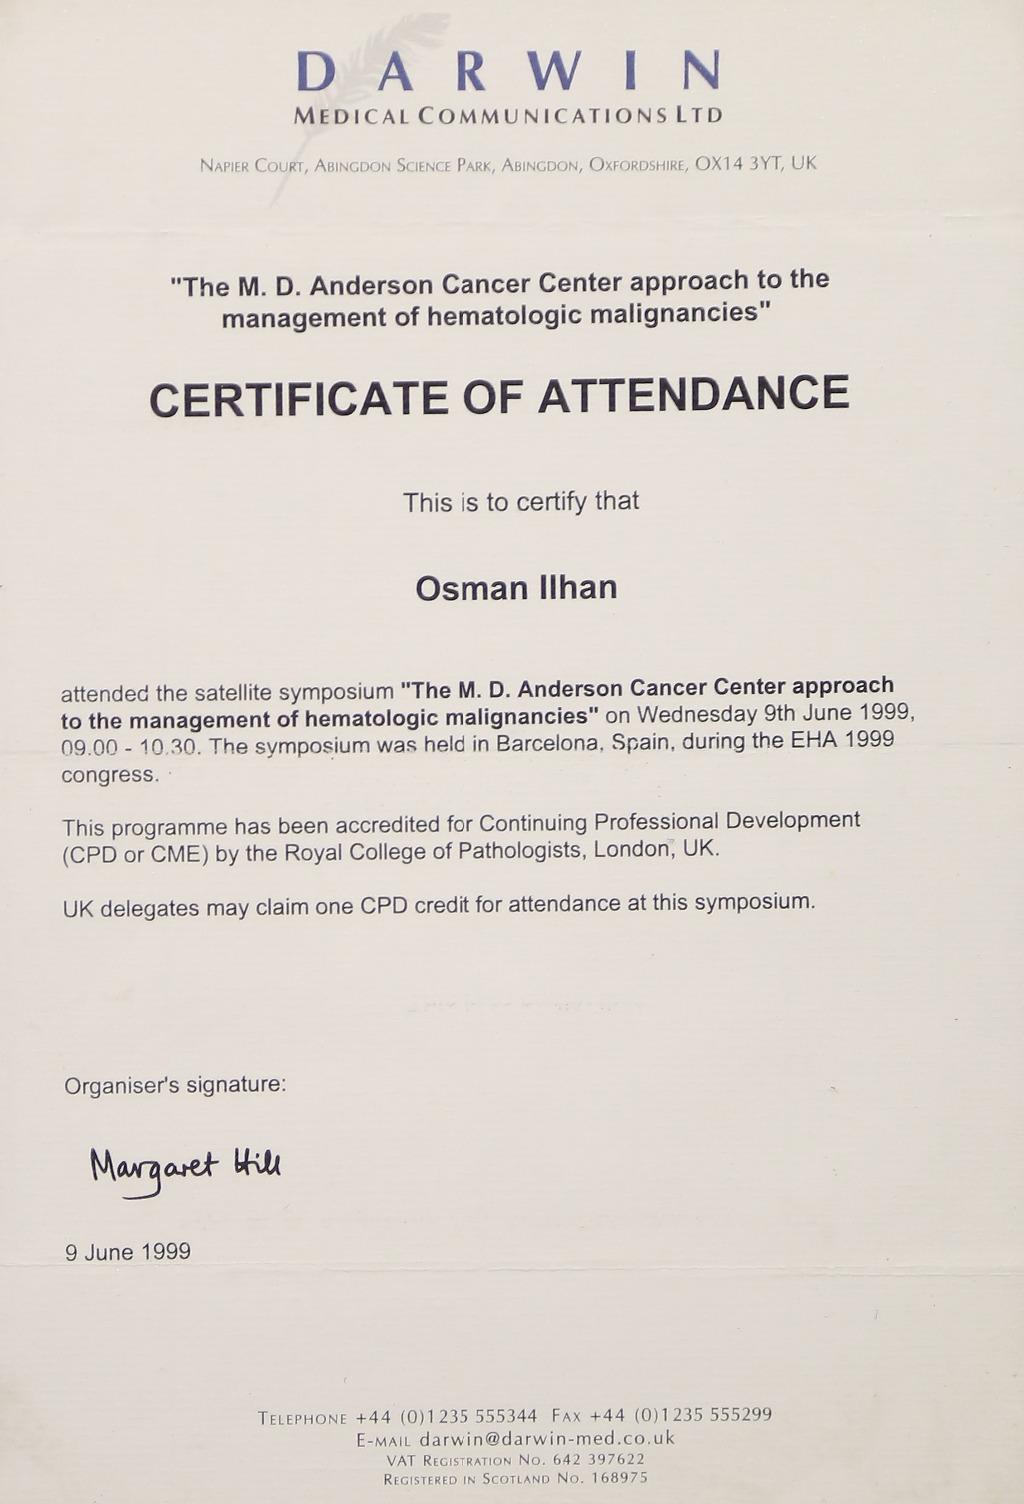 DARWIN
MEDICAL COMMUNICATIONS LTD
NAPIER COURT, ABINGDON SCIENCE PARK, ABINGDON, OXFORDSHIRE, OX14 3YT, UK
"The M. D. Anderson Cancer Center approach to the
management of hematologic malignancies"
CERTIFICATE OF ATTENDANCE
This is to certify that
Osman Ilhan
attended the satellite symposium "The M. D. Anderson Cancer Center approach
to the management of hematologic malignancies" on Wednesday 9th June 1999,
09.00 - 10.30. The symposium was held in Barcelona, Spain, during the EHA 1999
congress.
This programme has been accredited for Continuing Professional Development
(CPD or CME) by the Royal College of Pathologists, London, UK.
UK delegates may claim one CPD credit for attendance at this symposium.
Organiser's signature:
Margaret Hill
9 June 1999
TELEPHONE +44 (0)1235 555344 FAX +44 (0)1235 555299
E-MAIL darwin@darwin-med.co.uk
VAT REGISTRATION NO. 642 397622
REGISTERED IN SCOTLAND NO. 168975